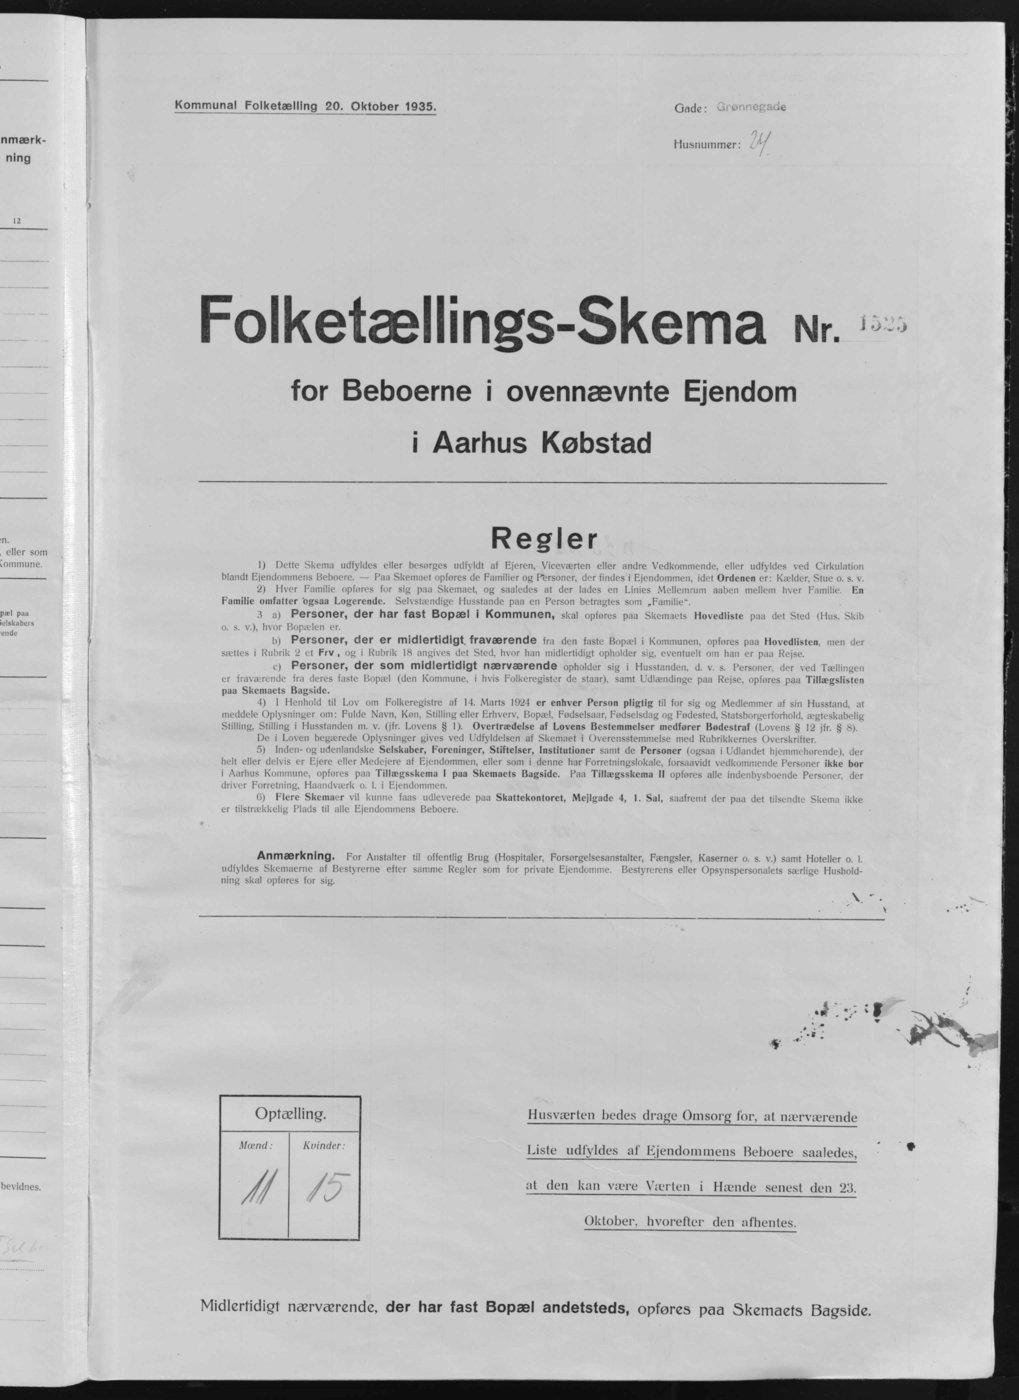 nmærk-
ning
12
en.
, eller som
Kommune.
pæl paa
ielskabers
rende
bevidnes.
Kommunal Folketælling 20. Oktober 1935.
Gade: Grønnegade
Husnummer: 24
Folketællings-Skema Nr. 1525
for Beboerne i ovennævnte Ejendom
i Aarhus Købstad
Regler
1) Dette Skema udfyldes eller besørges udfyldt af Ejeren, Viceværten eller andre Vedkommende, eller udfyldes ved Cirkulation
blandt Ejendommens Beboere. — Paa Skemaet opføres de Familier og Personer, der findes i Ejendommen, idet Ordenen er: Kælder, Stue o. s. v.
2) Hver Familie opføres for sig paa Skemaet, og saaledes at der lades en Linies Mellemrum aaben mellem hver Familie. En
Familie omfatter ogsaa Logerende. Selvstændige Husstande paa en Person betragtes som „Familie".
3 a) Personer, der har fast Bopæl i Kommunen, skal opføres paa Skemaets Hovedliste paa det Sted (Hus, Skib
o. s. v.), hvor Bopælen er.
b) Personer, der er midlertidigt fraværende fra den faste Bopæl i Kommunen, opføres paa Hovedlisten, men der
sættes i Rubrik 2 et Frv , og i Rubrik 18 angives det Sted, hvor han midlertidigt opholder sig, eventuelt om han er paa Rejse.
c) Personer, der som midlertidigt nærværende opholder sig i Husstanden, d. v. s. Personer, der ved Tællingen
er fraværende fra deres faste Bopæl (den Kommune, i hvis Folkeregister de staar), samt Udlændinge paa Rejse, opføres paa Tillægslisten
paa Skemaets Bagside.
4) I Henhold til Lov om Folkeregistre af 14. Marts 1924 er enhver Person pligtig til for sig og Medlemmer af sin Husstand, at
meddele Oplysninger om: Fulde Navn, Køn, Stilling eller Erhverv, Bopæl, Fødselsaar, Fødselsdag og Fødested, Statsborgerforhold, ægteskabelig
Stilling, Stilling i Husstanden m. v. (jfr. Lovens § 1). Overtrædelse af Lovens Bestemmelser medfører Bødestraf (Lovens § 12 jfr. § 8).
De i Loven begærede Oplysninger gives ved Udfyldelsen af Skemaet i Overensstemmelse med Rubrikkernes Overskrifter.
5) Inden- og udenlandske Selskaber, Foreninger, Stiftelser, Institutioner samt de Personer (ogsaa i Udlandet hjemmehørende), der
helt eller delvis er Ejere eller Medejere af Ejendommen, eller som i denne har Forretningslokale, forsaavidt vedkommende Personer ikke bor
i Aarhus Kommune, opføres paa Tillægsskema I paa Skemaets Bagside. Paa Tillægsskema II opføres alle indenbysboende Personer, der
driver Forretning, Haandværk o. l. i Ejendommen.
6) Flere Skemaer vil kunne faas udleverede paa Skattekontoret, Mejlgade 4, 1. Sal, saafremt der paa det tilsendte Skema ikke
er tilstrækkelig Plads til alle Ejendommens Beboere.
Anmærkning. For Anstalter til offentlig Brug (Hospitaler, Forsørgelsesanstalter, Fængsler, Kaserner o. s. v.) samt Hoteller o. l.
udfyldes Skemaerne af Bestyrerne efter samme Regler som for private Ejendomme. Bestyrerens eller Opsynspersonalets særlige Hushold-
ning skal opføres for sig.
Optælling.
Mænd: Kvinder:
11 15
Husværten bedes drage Omsorg for, at nærværende
Liste udfyldes af Ejendommens Beboere saaledes,
at den kan være Værten i Hænde senest den 23.
Oktober, hvorefter den afhentes.
Midlertidigt nærværende, der har fast Bopæl andetsteds, opføres paa Skemaets Bagside.